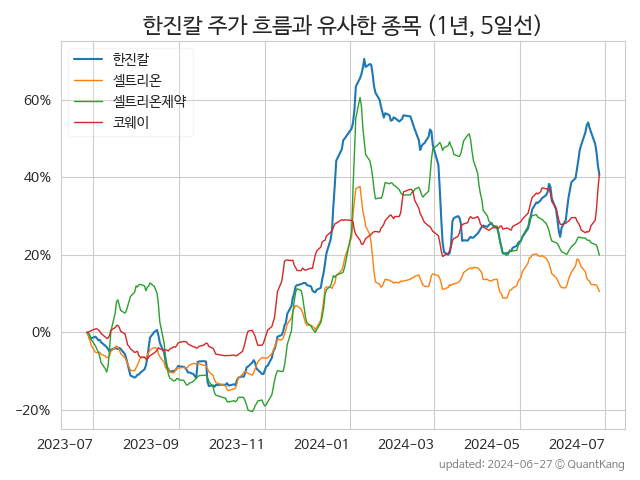 한진칼 주가 흐름과 유사한 종목 (1년, 5일선)
한진칼
셀트리온
셀트리온제약
코웨이
60%
40%
20%
0%
−20%
2023-07 2023-09 2023-11 2024-01 2024-03 2024-05 2024-07
updated: 2024-06-27 © QuantKang